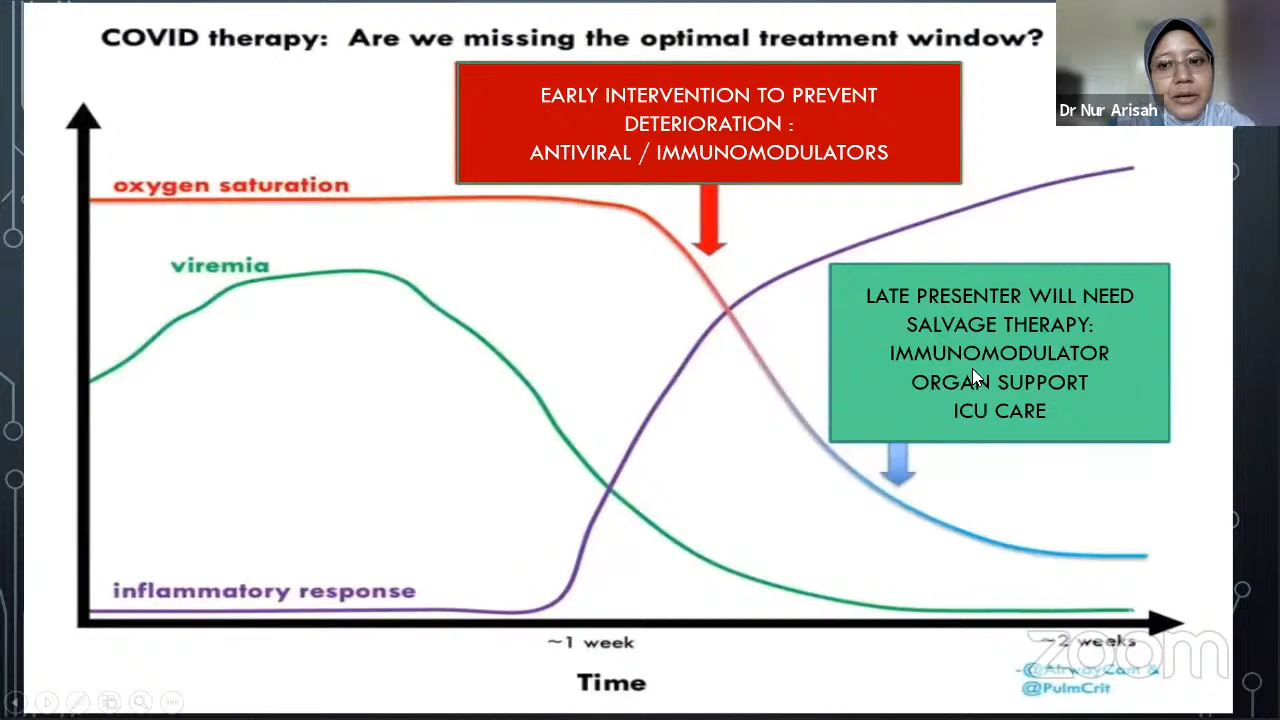 COVID therapy: Are we missing the optimal treatment window?
Dr Nur Arisah
EARLY INTERVENTION TO PREVENT
DETERIORATION :
ANTIVIRAL / IMMUNOMODULATORS
oxygen saturation
viremia
LATE PRESENTER WILL NEED
SALVAGE THERAPY:
IMMUNOMODULATOR
ORGAN SUPPORT
ICU CARE
inflammatory response
~1 week
~2 weeks
Time
zoom
-@AirwayCam &
@PulmCrit